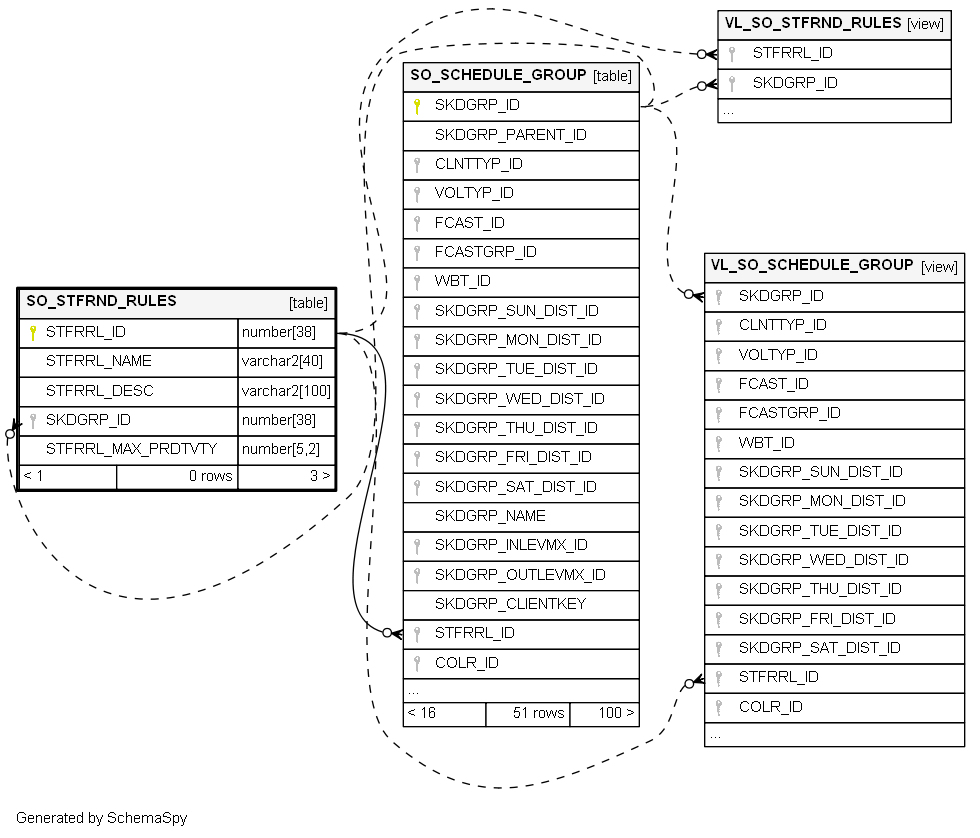 VL_SO_STFRND_RULES [view]
STFRRL_ID
SKDGRP_ID
...
SO_SCHEDULE_GROUP [table]
SKDGRP_ID
SKDGRP_PARENT_ID
CLNTTYP_ID
VOLTYP_ID
FCAST_ID
FCASTGRP_ID
WBT_ID
SKDGRP_SUN_DIST_ID
SKDGRP_MON_DIST_ID
SKDGRP_TUE_DIST_ID
SKDGRP_WED_DIST_ID
SKDGRP_THU_DIST_ID
SKDGRP_FRI_DIST_ID
SKDGRP_SAT_DIST_ID
SKDGRP_NAME
SKDGRP_INLEVMX_ID
SKDGRP_OUTLEVMX_ID
SKDGRP_CLIENTKEY
STFRRL_ID
COLR_ID
...
< 16 51 rows 100 >
VL_SO_SCHEDULE_GROUP [view]
SKDGRP_ID
CLNTTYP_ID
VOLTYP_ID
FCAST_ID
FCASTGRP_ID
WBT_ID
SKDGRP_SUN_DIST_ID
SKDGRP_MON_DIST_ID
SKDGRP_TUE_DIST_ID
SKDGRP_WED_DIST_ID
SKDGRP_THU_DIST_ID
SKDGRP_FRI_DIST_ID
SKDGRP_SAT_DIST_ID
STFRRL_ID
COLR_ID
...
SO_STFRND_RULES [table]
STFRRL_ID number[38]
STFRRL_NAME varchar2[40]
STFRRL_DESC varchar2[100]
SKDGRP_ID number[38]
STFRRL_MAX_PRDTVTY number[5,2]
< 1 0 rows 3 >
Generated by SchemaSpy